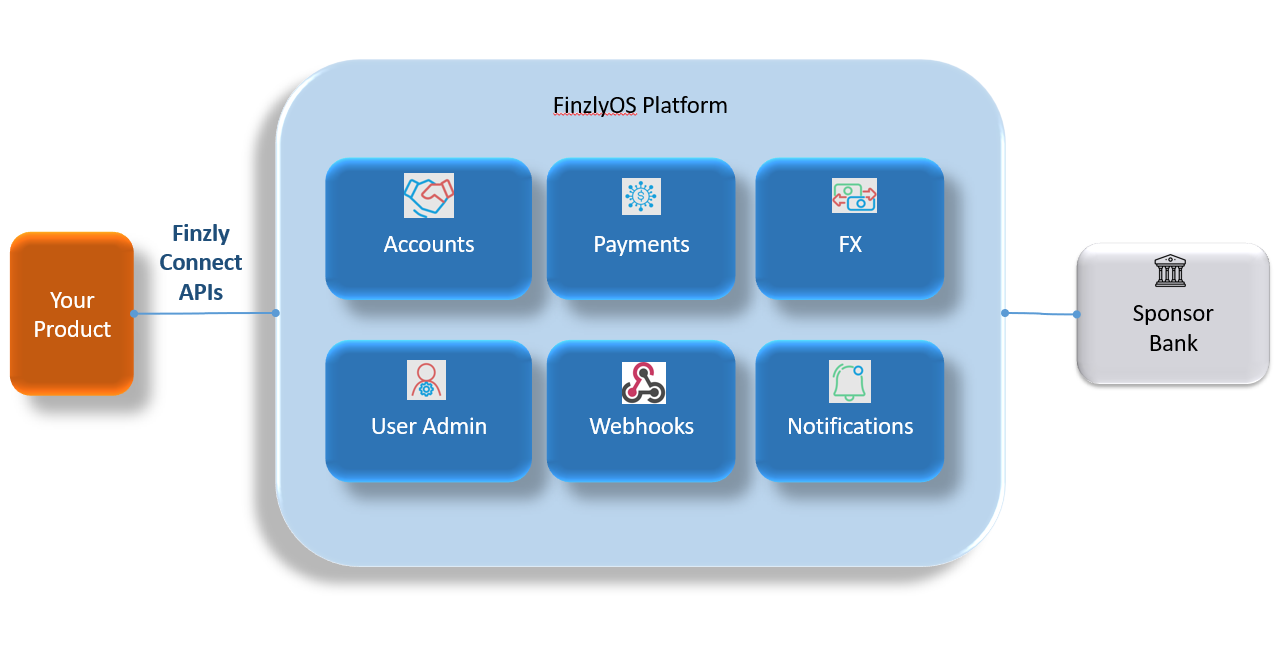 FinzlyOS Platform
Finzly
Connect
APIs
Your
Product
Accounts
Payments
FX
User Admin
Webhooks
Notifications
Sponsor
Bank